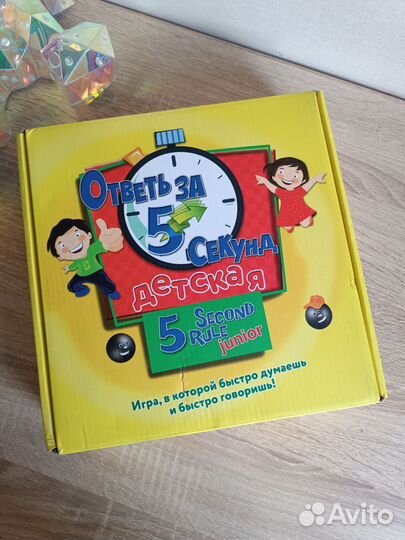 ОТВЕТЬ ЗА
5
СЕКУНД
ДЕТСКАЯ
5 SECOND
RULE
junior
Игра, в которой быстро думаешь
и быстро говоришь!
Avito